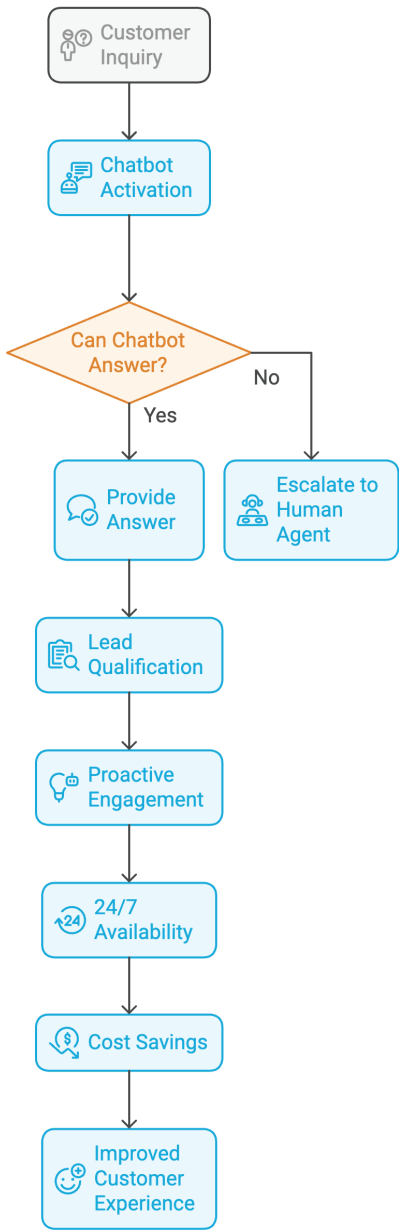 Customer
Inquiry
?
Chatbot
Activation
Can Chatbot
Answer?
No
Yes
Provide
Answer
Escalate to
Human
Agent
Lead
Qualification
Proactive
Engagement
24/7
Availability
24
Cost Savings
$
Improved
Customer
Experience